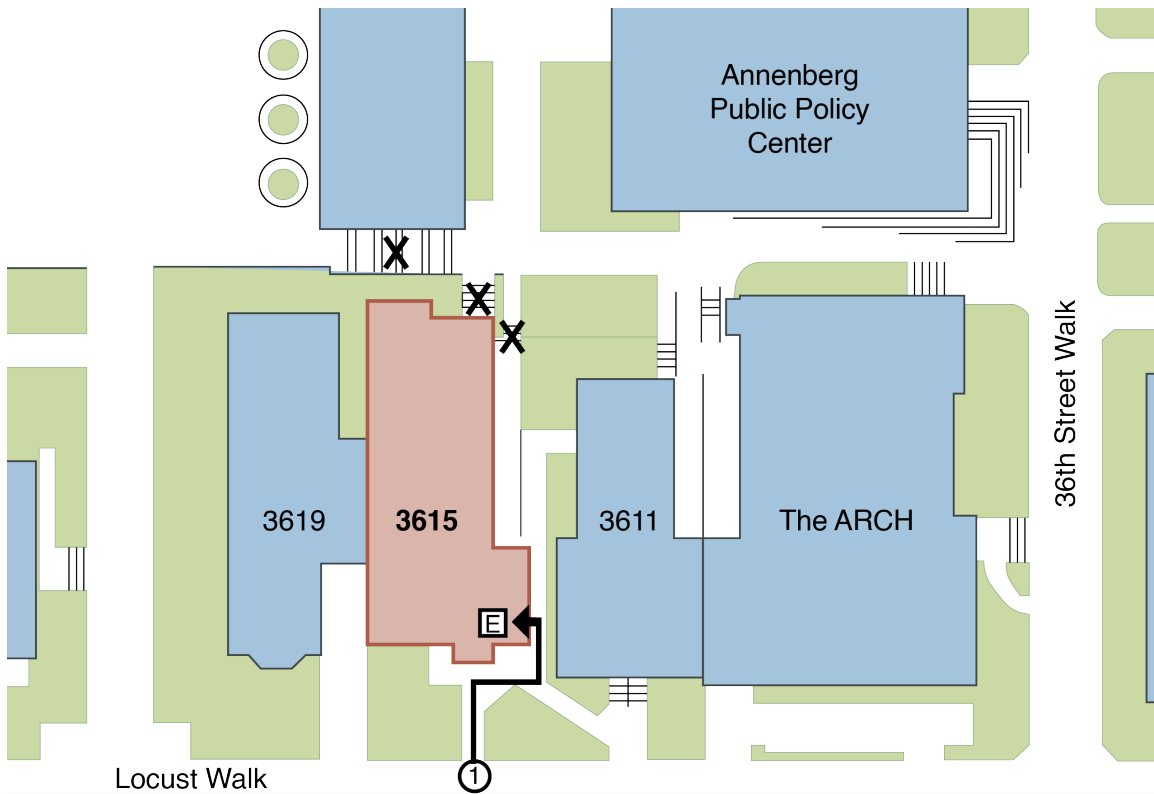 Annenberg
Public Policy
Center
36th Street Walk
3619
3615
3611
The ARCH
E
Locust Walk
1